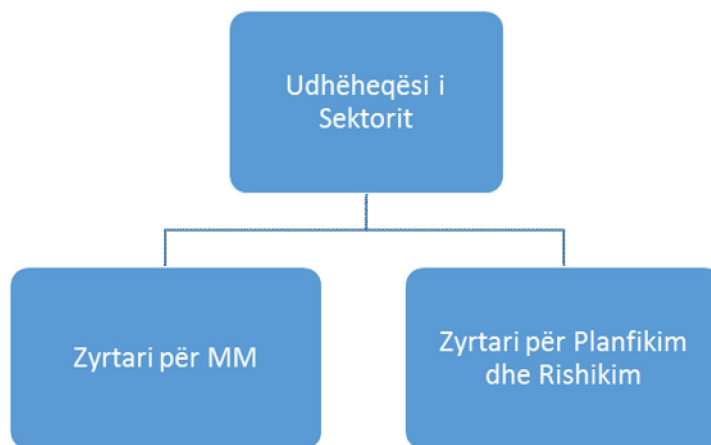 Udhëheqësi i
Sektorit
Zyrtari për MM
Zyrtari për Planfikim
dhe Rishikim